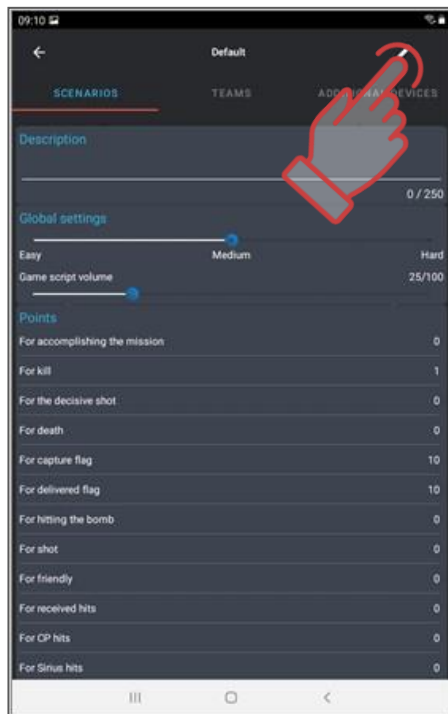 09:10
Default
SCENARIOS TEAMS ADDITIONAL DEVICES
Description
0 / 250
Global settings
Easy Medium Hard
Game script volume 25/100
Points
For accomplishing the mission 0
For kill 1
For the decisive shot 0
For death 0
For capture flag 10
For delivered flag 10
For hitting the bomb 0
For shot 0
For friendly 0
For received hits 0
For CP hits 0
For Sirius hits 0